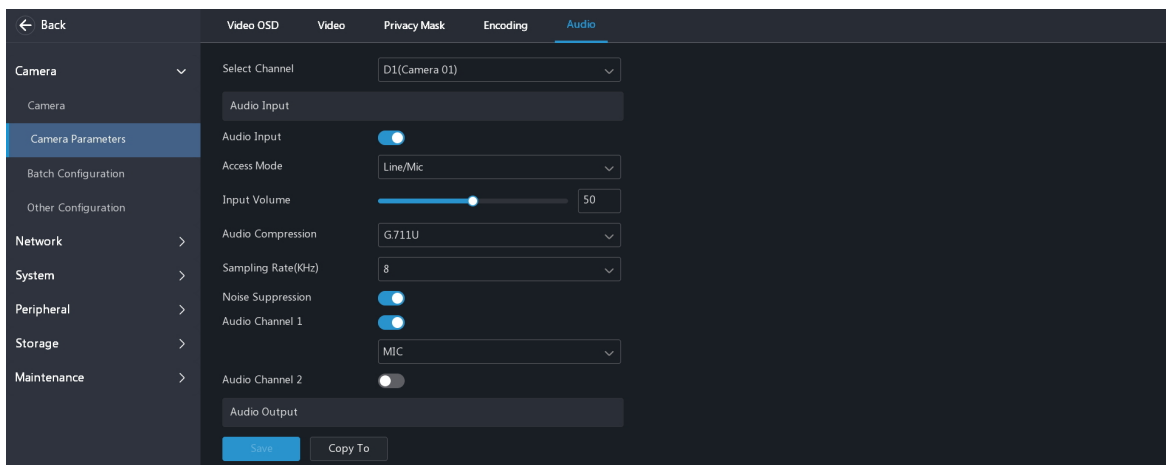 Back
Video OSD Video Privacy Mask Encoding Audio
Camera
Camera
Camera Parameters
Batch Configuration
Other Configuration
Network
System
Peripheral
Storage
Maintenance
Select Channel D1(Camera 01)
Audio Input
Audio Input
Access Mode Line/Mic
Input Volume 50
Audio Compression G.711U
Sampling Rate(KHz) 8
Noise Suppression
Audio Channel 1
MIC
Audio Channel 2
Audio Output
Save Copy To